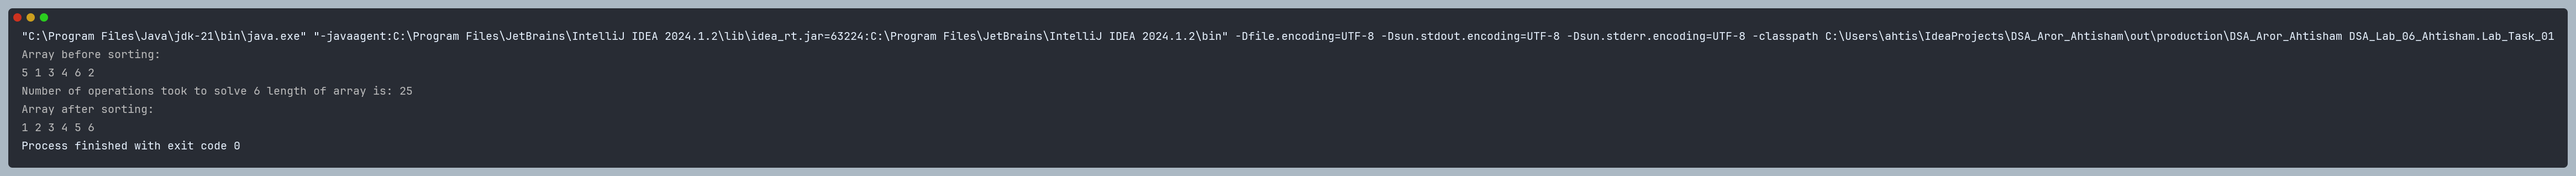 "C:\Program Files\Java\jdk-21\bin\java.exe" "-javaagent:C:\Program Files\JetBrains\IntelliJ IDEA 2024.1.2\lib\idea_rt.jar=63224:C:\Program Files\JetBrains\IntelliJ IDEA 2024.1.2\bin" -Dfile.encoding=UTF-8 -Dsun.stdout.encoding=UTF-8 -Dsun.stderr.encoding=UTF-8 -classpath C:\Users\ahtis\IdeaProjects\DSA_Aror_Ahtisham\out\production\DSA_Aror_Ahtisham DSA_Lab_06_Ahtisham.Lab_Task_01
Array before sorting:
5 1 3 4 6 2
Number of operations took to solve 6 length of array is: 25
Array after sorting:
1 2 3 4 5 6
Process finished with exit code 0